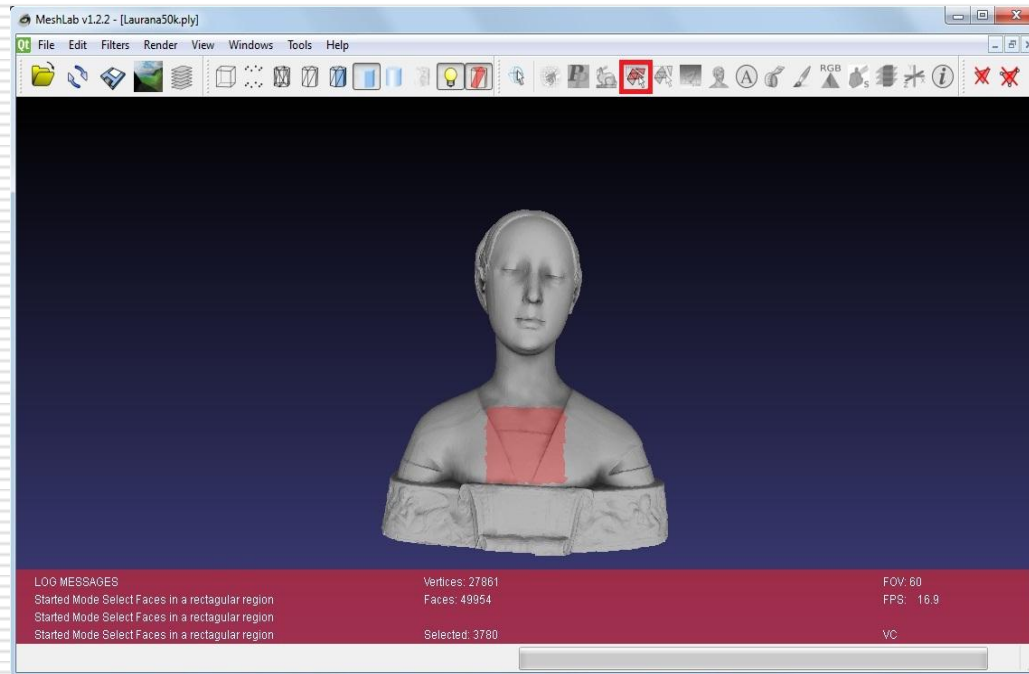 MeshLab v1.2.2 - [Laurana50k.ply]
Qt File Edit Filters Render View Windows Tools Help
P A RGB s i
LOG MESSAGES Vertices: 27861 FOV: 60
Started Mode Select Faces in a rectagular region Faces: 49954 FPS: 16.9
Started Mode Select Faces in a rectagular region
Started Mode Select Faces in a rectagular region Selected: 3780 VC